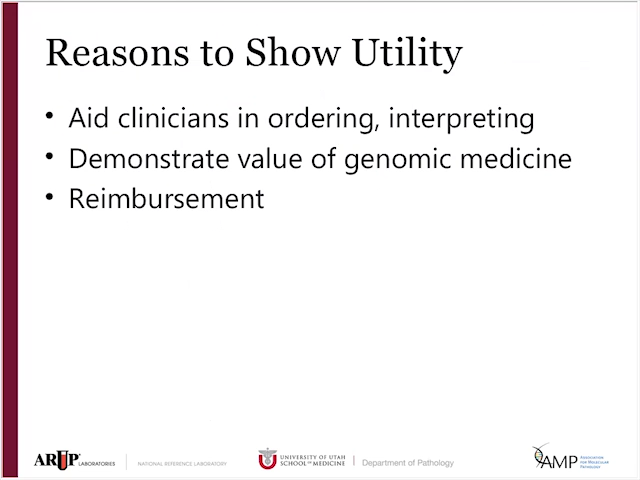 Reasons to Show Utility
• Aid clinicians in ordering, interpreting
• Demonstrate value of genomic medicine
• Reimbursement
ARUP LABORATORIES | NATIONAL REFERENCE LABORATORY
UNIVERSITY OF UTAH
SCHOOL OF MEDICINE | Department of Pathology
AMP
ASSOCIATION
FOR MOLECULAR
PATHOLOGY